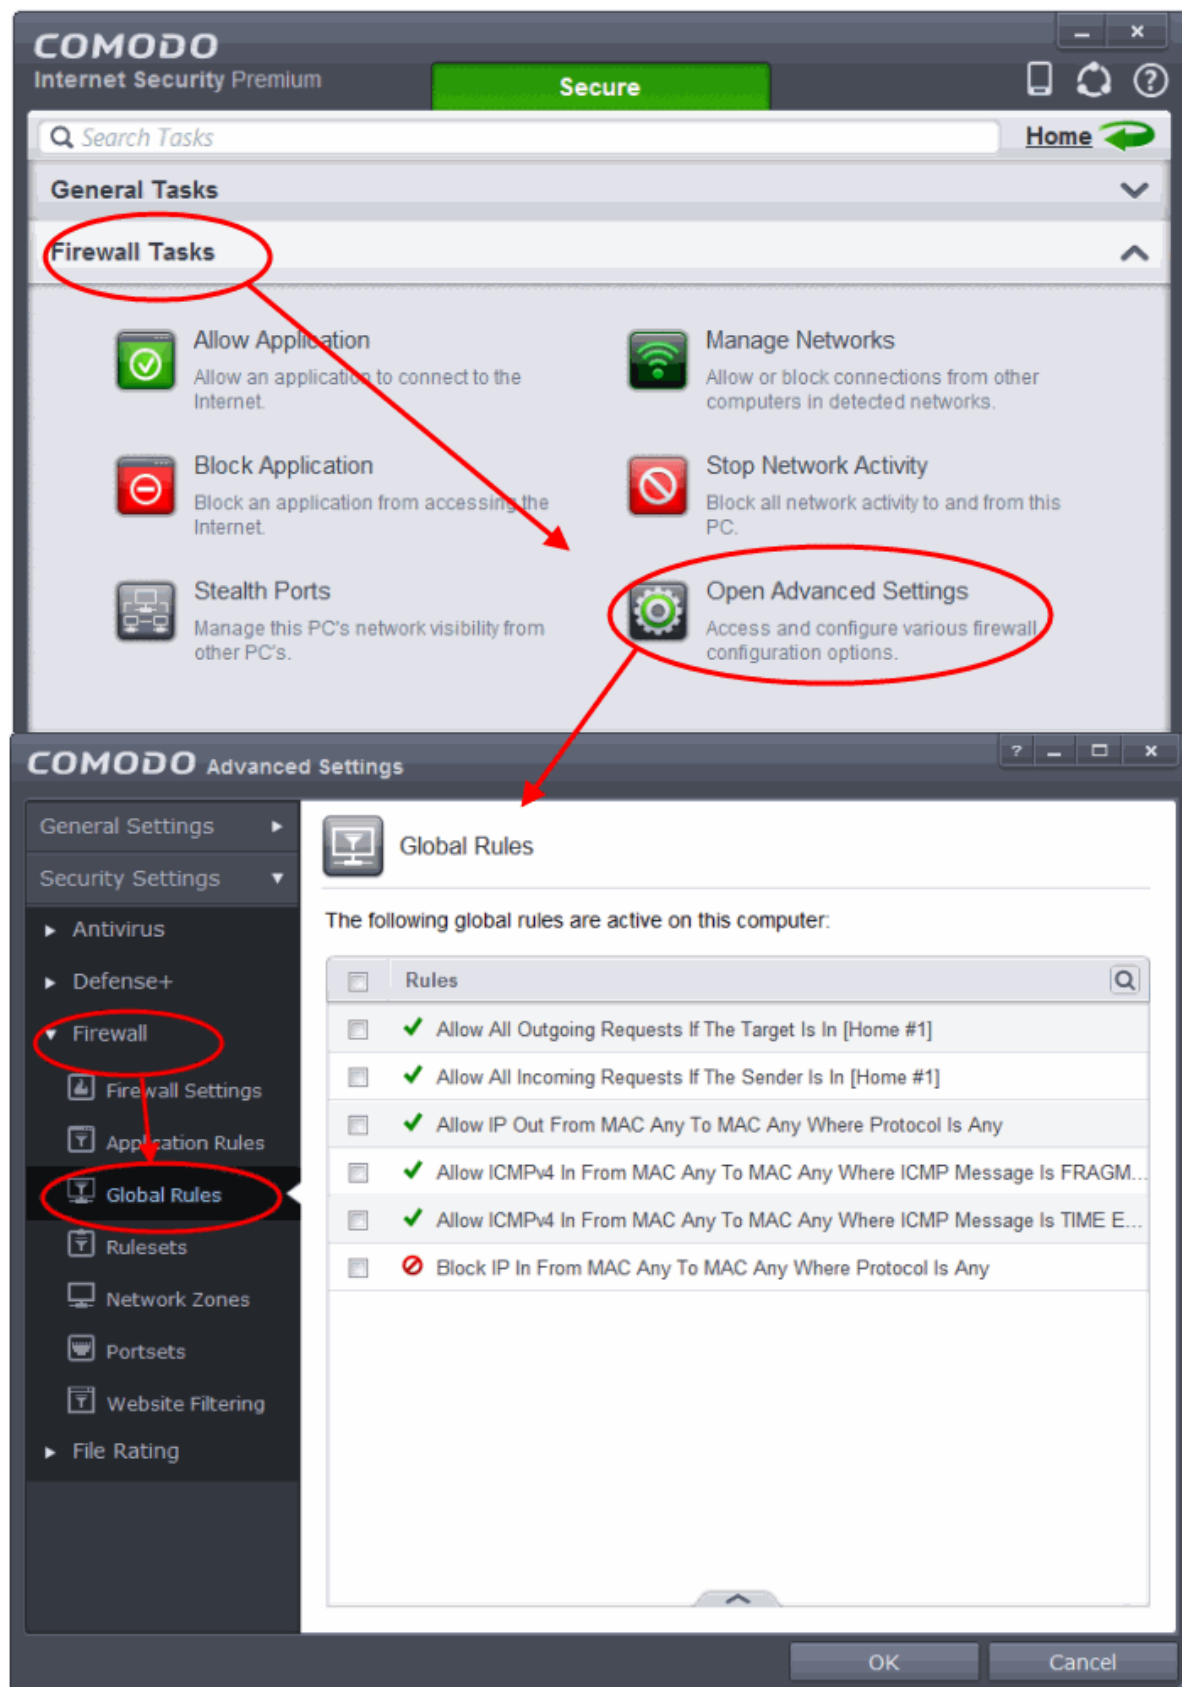 COMODO
Internet Security Premium
Secure
Search Tasks
Home
General Tasks
Firewall Tasks
Allow Application
Allow an application to connect to the
Internet.
Manage Networks
Allow or block connections from other
computers in detected networks.
Block Application
Block an application from accessing the
Internet.
Stop Network Activity
Block all network activity to and from this
PC.
Stealth Ports
Manage this PC's network visibility from
other PC's.
Open Advanced Settings
Access and configure various firewall
configuration options.
COMODO Advanced Settings
General Settings
Security Settings
Antivirus
Defense+
Firewall
Firewall Settings
Application Rules
Global Rules
Rulesets
Network Zones
Portsets
Website Filtering
File Rating
Global Rules
The following global rules are active on this computer:
Rules
Allow All Outgoing Requests If The Target Is In [Home #1]
Allow All Incoming Requests If The Sender Is In [Home #1]
Allow IP Out From MAC Any To MAC Any Where Protocol Is Any
Allow ICMPv4 In From MAC Any To MAC Any Where ICMP Message Is FRAGM...
Allow ICMPv4 In From MAC Any To MAC Any Where ICMP Message Is TIME E...
Block IP In From MAC Any To MAC Any Where Protocol Is Any
OK
Cancel